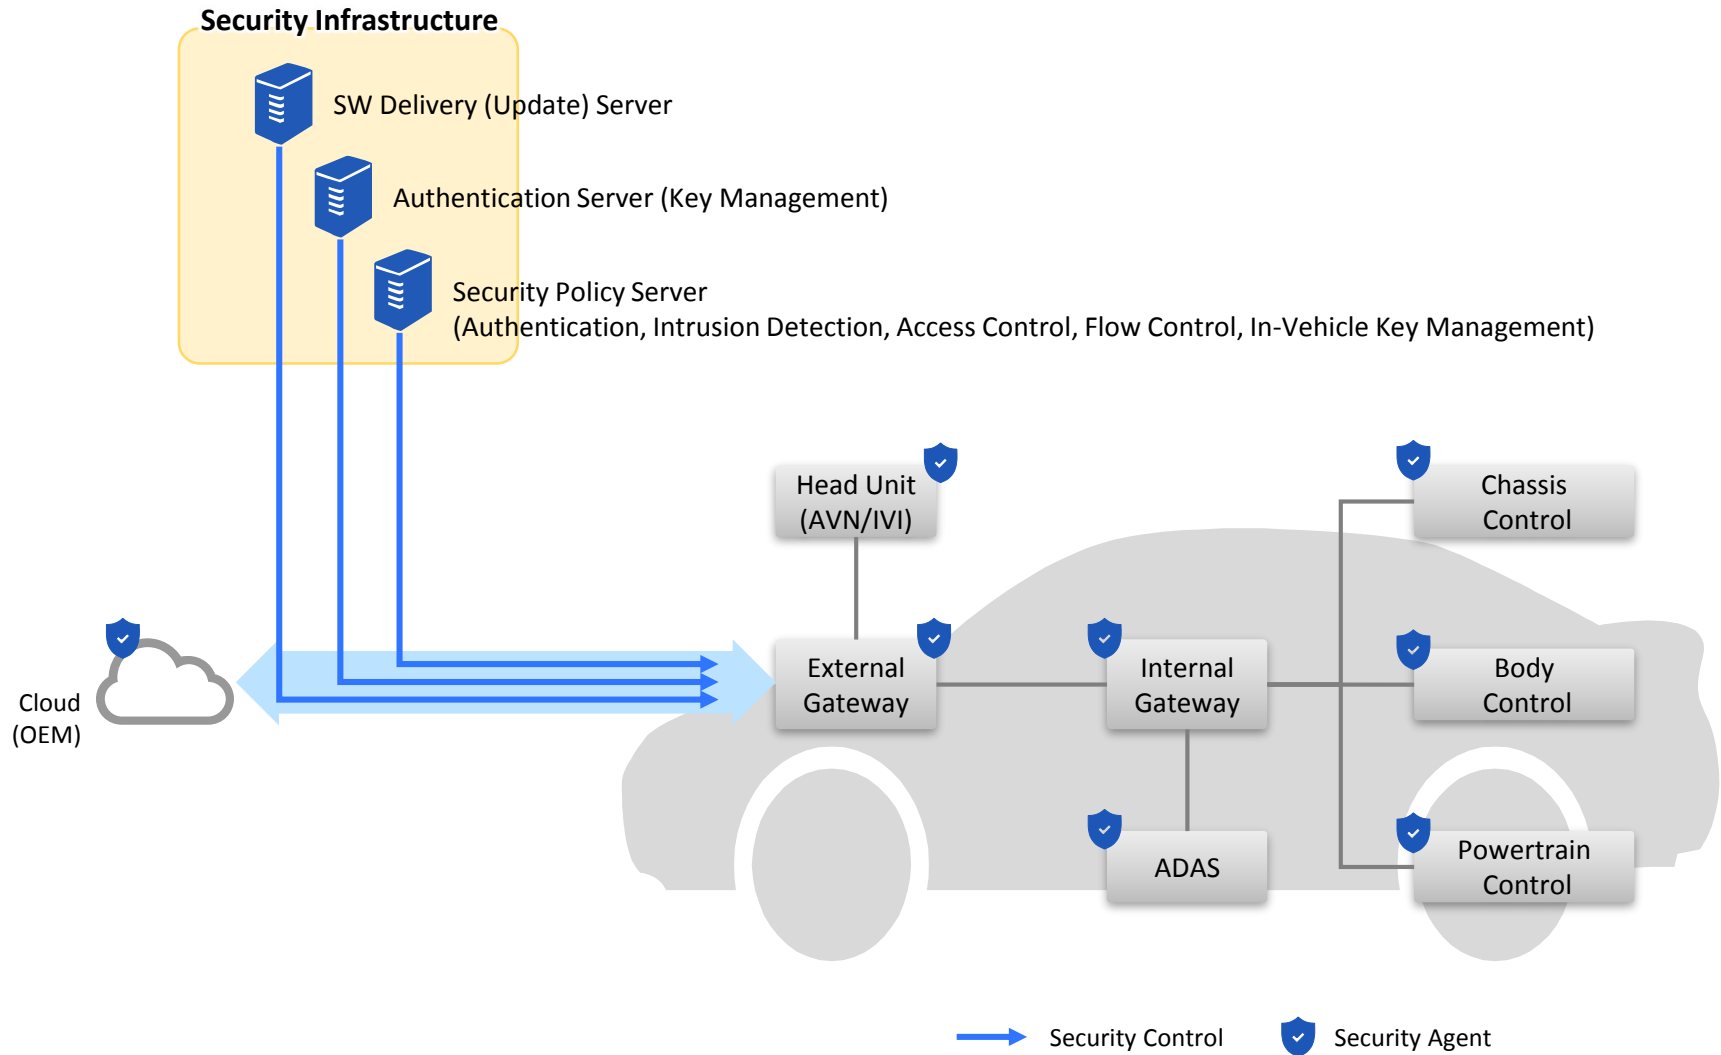 Security Infrastructure
SW Delivery (Update) Server
Authentication Server (Key Management)
Security Policy Server
(Authentication, Intrusion Detection, Access Control, Flow Control, In-Vehicle Key Management)
Head Unit
(AVN/IVI)
Chassis
Control
Cloud
(OEM)
External
Gateway
Internal
Gateway
Body
Control
ADAS
Powertrain
Control
Security Control
Security Agent